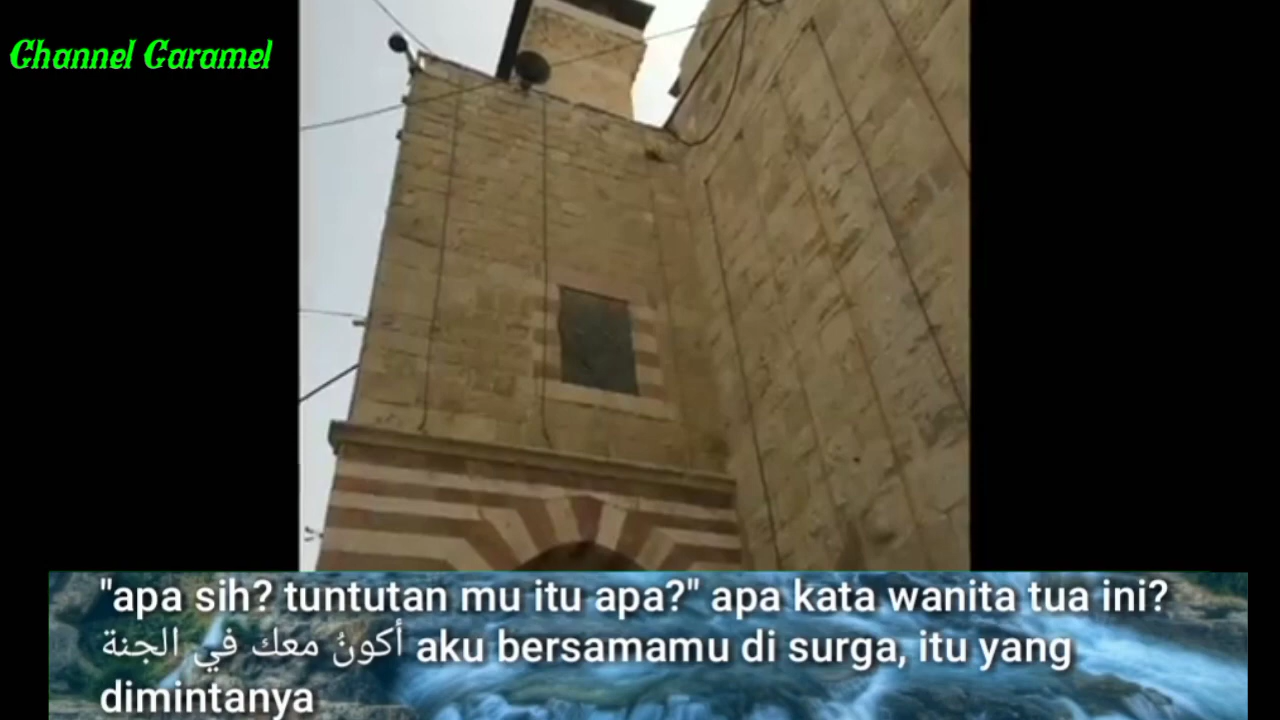 Channel Caramel
"apa sih? tuntutan mu itu apa?" apa kata wanita tua ini?
أكونُ معك في الجنة aku bersamamu di surga, itu yang
dimintanya